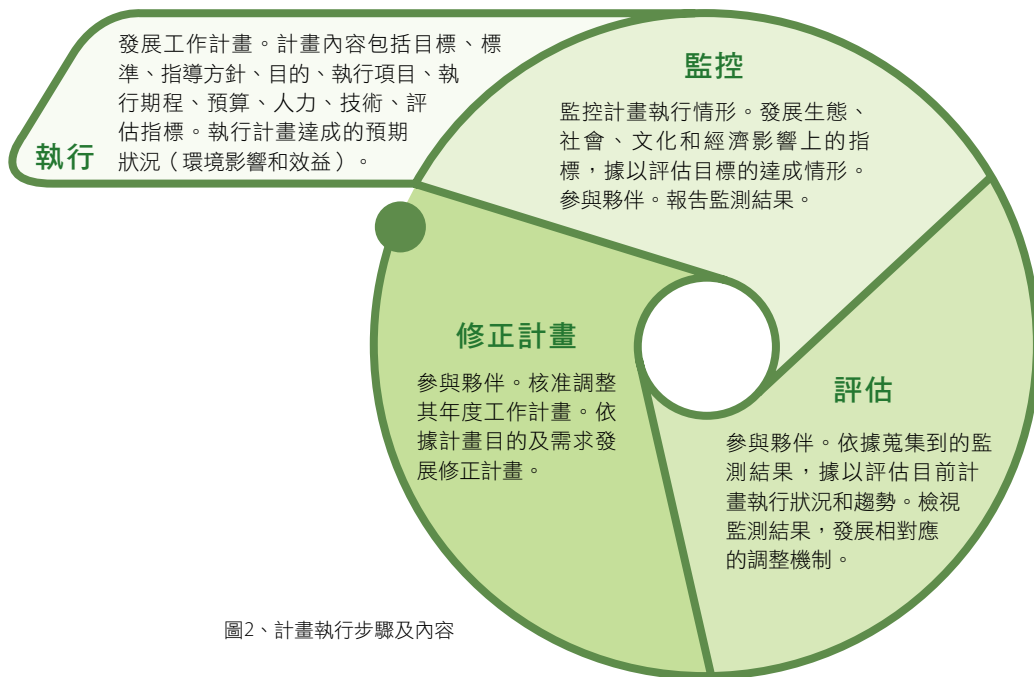 執行
發展工作計畫。計畫內容包括目標、標
準、指導方針、目的、執行項目、執
行期程、預算、人力、技術、評
估指標。執行計畫達成的預期
狀況（環境影響和效益）。
監控
監控計畫執行情形。發展生態、
社會、文化和經濟影響上的指
標，據以評估目標的達成情形。
參與夥伴。報告監測結果。
評估
參與夥伴。依據蒐集到的監
測結果，據以評估目前計
畫執行狀況和趨勢。檢視
監測結果，發展相對應
的調整機制。
修正計畫
參與夥伴。核准調整
其年度工作計畫。依
據計畫目的及需求發
展修正計畫。
圖2、計畫執行步驟及內容